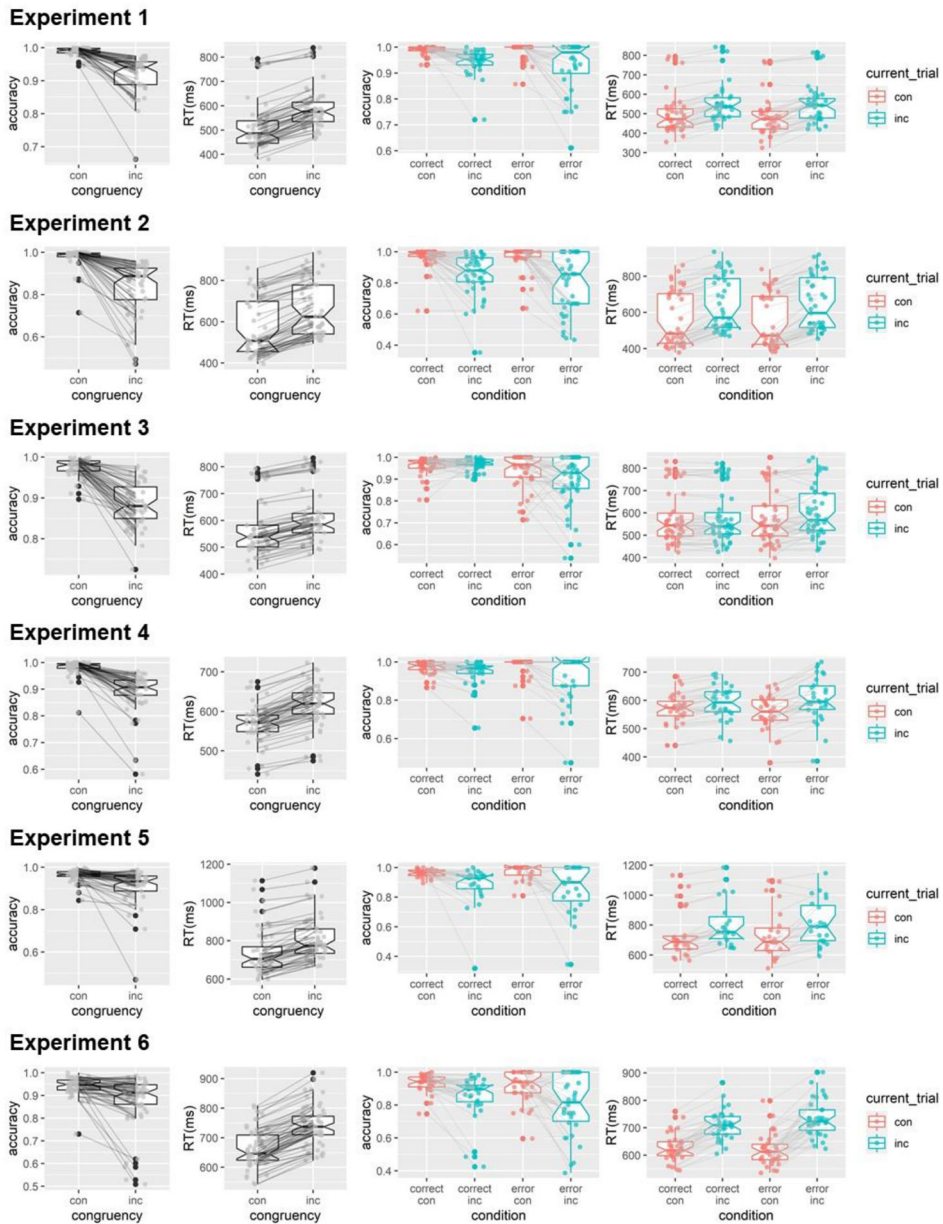 Experiment 1
accuracy
1.0
0.9
0.8
0.7
con
inc
congruency
RT(ms)
800
700
600
500
400
con
inc
congruency
accuracy
1.0
0.9
0.8
0.7
0.6
correct
con
correct
inc
error
con
error
inc
condition
RT(ms)
800
700
600
500
400
300
correct
con
correct
inc
error
con
error
inc
condition
current_trial
con
inc
Experiment 2
accuracy
1.0
0.9
0.8
0.7
0.6
0.5
con
inc
congruency
RT(ms)
800
600
400
con
inc
congruency
accuracy
1.0
0.8
0.6
0.4
correct
con
correct
inc
error
con
error
inc
condition
RT(ms)
800
600
400
correct
con
correct
inc
error
con
error
inc
condition
current_trial
con
inc
Experiment 3
accuracy
1.0
0.9
0.8
con
inc
congruency
RT(ms)
800
700
600
500
400
con
inc
congruency
accuracy
1.0
0.9
0.8
0.7
0.6
correct
con
correct
inc
error
con
error
inc
condition
RT(ms)
800
700
600
500
400
correct
con
correct
inc
error
con
error
inc
condition
current_trial
con
inc
Experiment 4
accuracy
1.0
0.9
0.8
0.7
0.6
con
inc
congruency
RT(ms)
700
600
500
con
inc
congruency
accuracy
0.9
0.8
0.7
0.6
0.5
correct
con
correct
inc
error
con
error
inc
condition
RT(ms)
700
600
500
400
correct
con
correct
inc
error
con
error
inc
condition
current_trial
con
inc
Experiment 5
accuracy
1.0
0.9
0.8
0.7
0.6
0.5
con
inc
congruency
RT(ms)
1200
1000
800
600
con
inc
congruency
accuracy
1.0
0.8
0.6
0.4
correct
con
correct
inc
error
con
error
inc
condition
RT(ms)
1200
1000
800
600
correct
con
correct
inc
error
con
error
inc
condition
current_trial
con
inc
Experiment 6
accuracy
1.0
0.9
0.8
0.7
0.6
0.5
con
inc
congruency
RT(ms)
900
800
700
600
con
inc
congruency
accuracy
1.0
0.8
0.6
0.4
correct
con
correct
inc
error
con
error
inc
condition
RT(ms)
900
800
700
600
correct
con
correct
inc
error
con
error
inc
condition
current_trial
con
inc